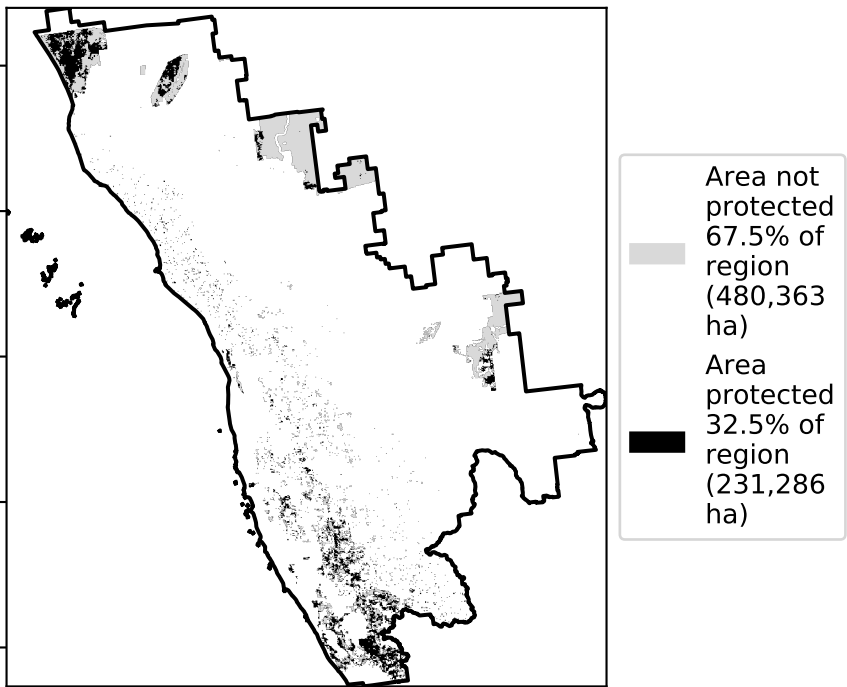 Area not
protected
67.5% of
region
(480,363
ha)
Area
protected
32.5% of
region
(231,286
ha)